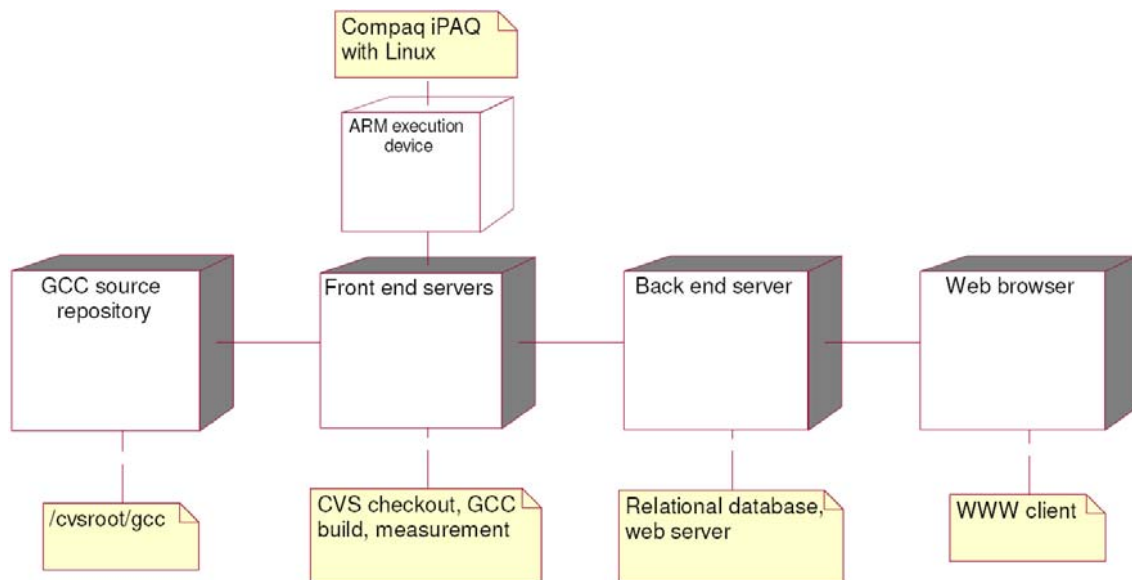 Compaq iPAQ
with Linux
ARM execution
device
GCC source
repository
Front end servers
Back end server
Web browser
/cvsroot/gcc
CVS checkout, GCC
build, measurement
Relational database,
web server
WWW client